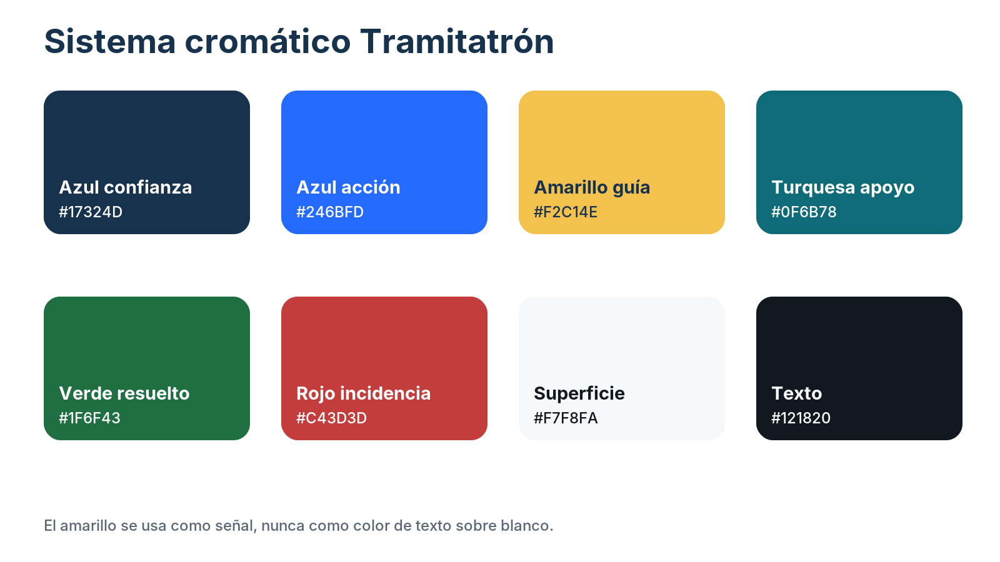 Sistema cromático Tramitatrón
Azul confianza
#17324D
Azul acción
#246BFD
Amarillo guía
#F2C14E
Turquesa apoyo
#0F6B78
Verde resuelto
#1F6F43
Rojo incidencia
#C43D3D
Superficie
#F7F8FA
Texto
#121820
El amarillo se usa como señal, nunca como color de texto sobre blanco.